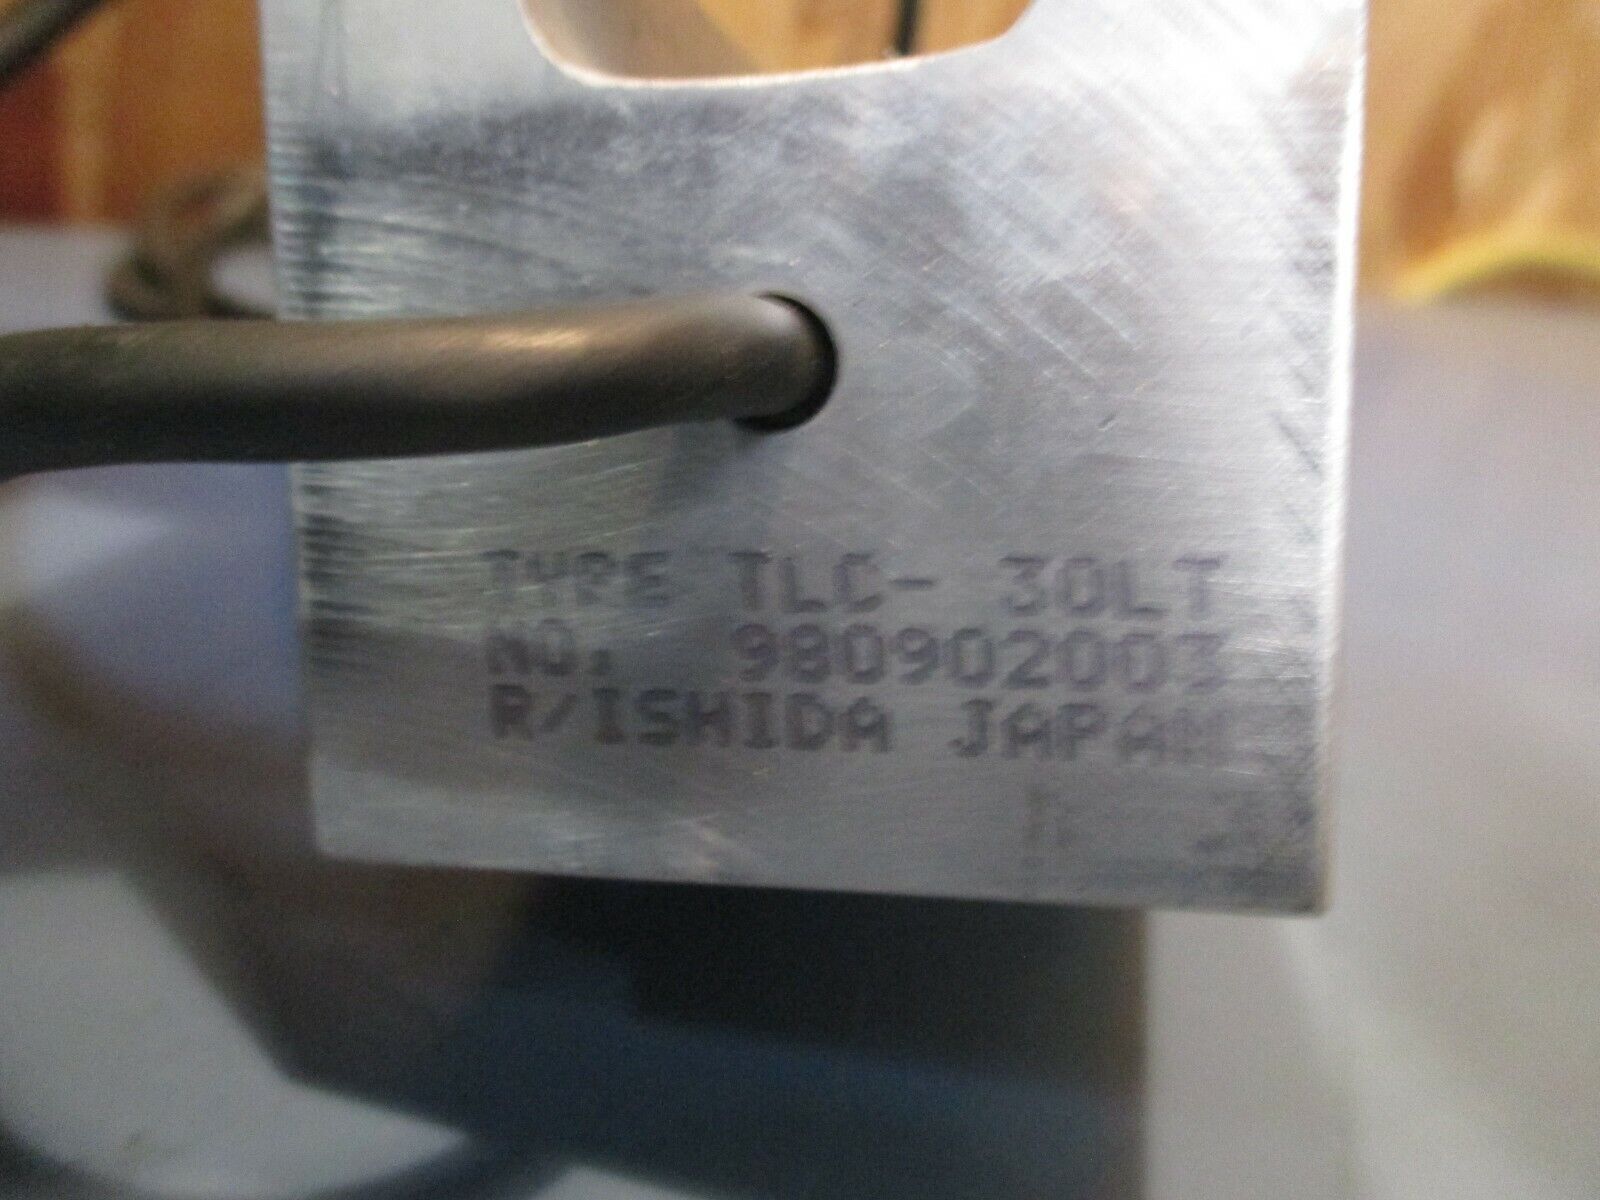 TYPE TLC- 30LT
NO. 980902003
R/ISHIDA JAPAN